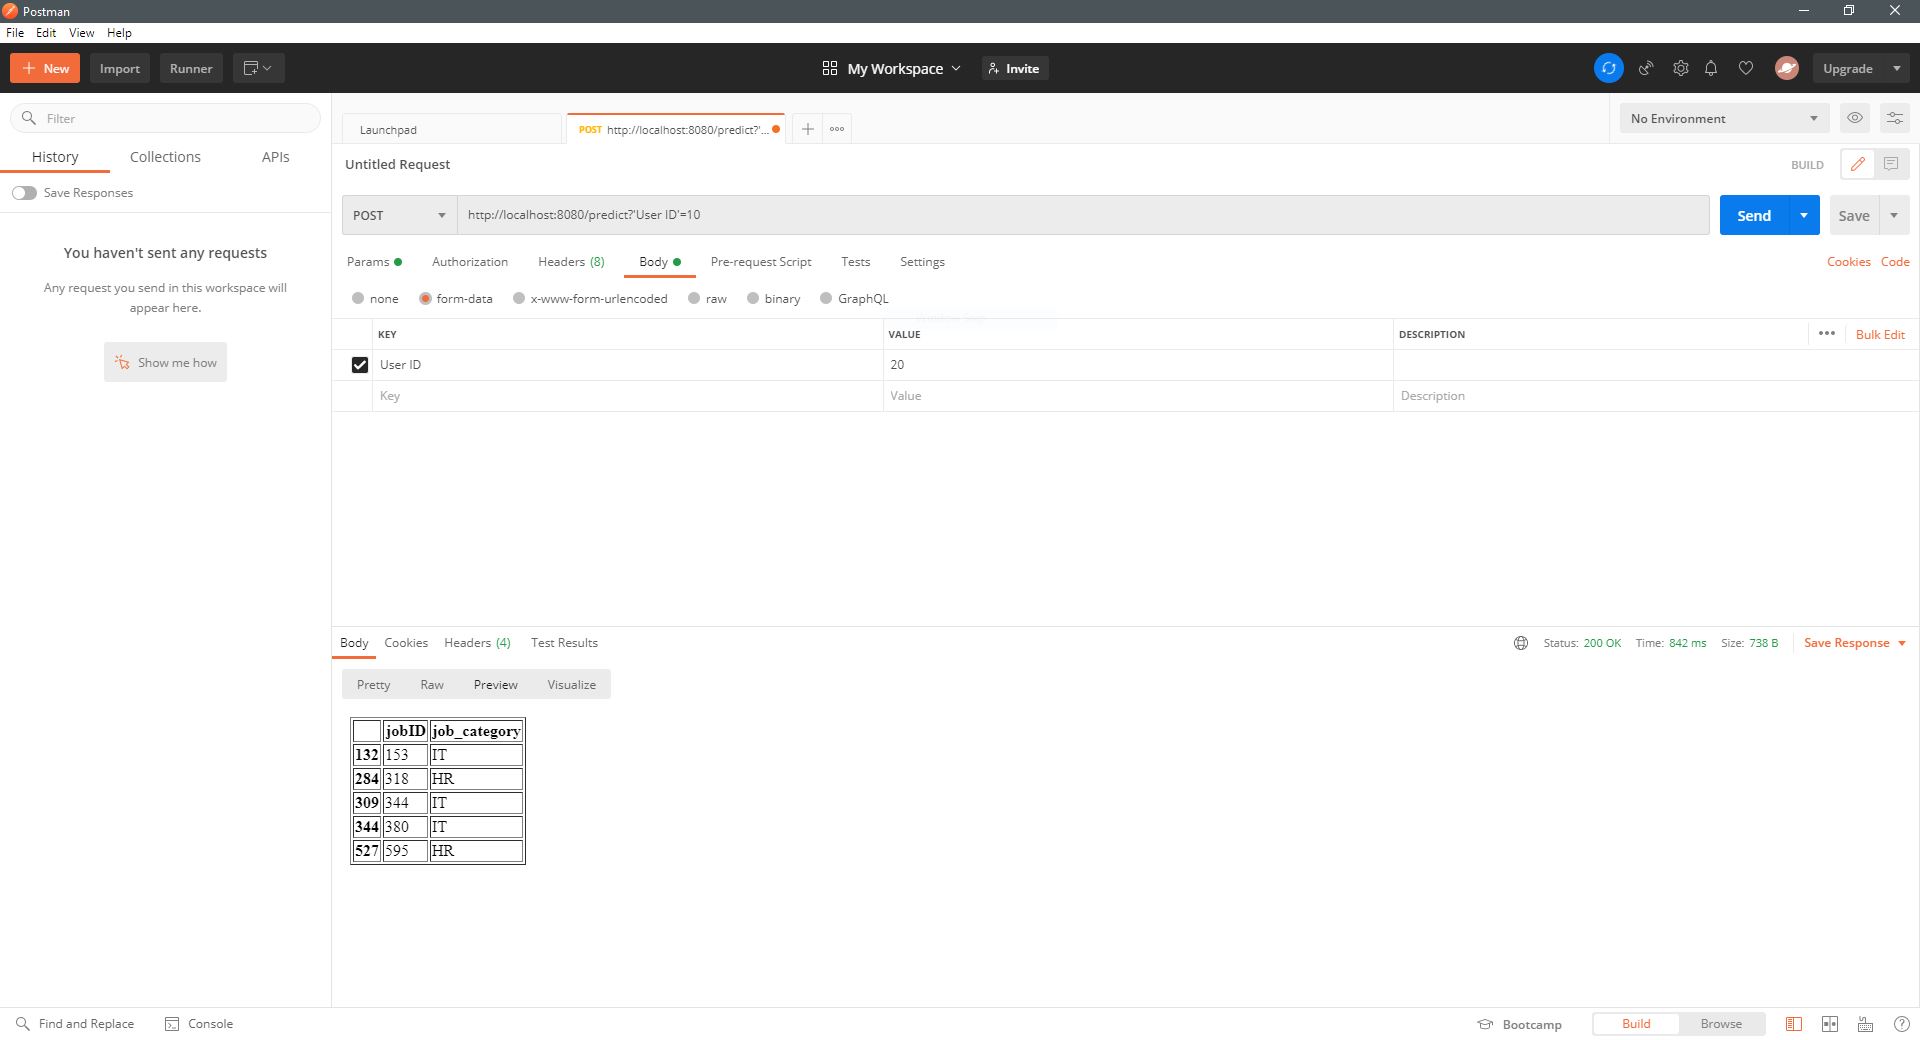 Postman
File Edit View Help
New Import Runner My Workspace Invite Upgrade
Filter
History Collections APIs
Save Responses
You haven't sent any requests
Any request you send in this workspace will
appear here.
Show me how
Launchpad POST http://localhost:8080/predict?'... No Environment
Untitled Request BUILD
POST http://localhost:8080/predict?'User ID'=10 Send Save
Params Authorization Headers (8) Body Pre-request Script Tests Settings Cookies Code
none form-data x-www-form-urlencoded raw binary GraphQL
KEY VALUE DESCRIPTION Bulk Edit
User ID 20
Key Value Description
Body Cookies Headers (4) Test Results Status: 200 OK Time: 842 ms Size: 738 B Save Response
Pretty Raw Preview Visualize
jobID job_category
132 153 IT
284 318 HR
309 344 IT
344 380 IT
527 595 HR
Find and Replace Console Bootcamp Build Browse